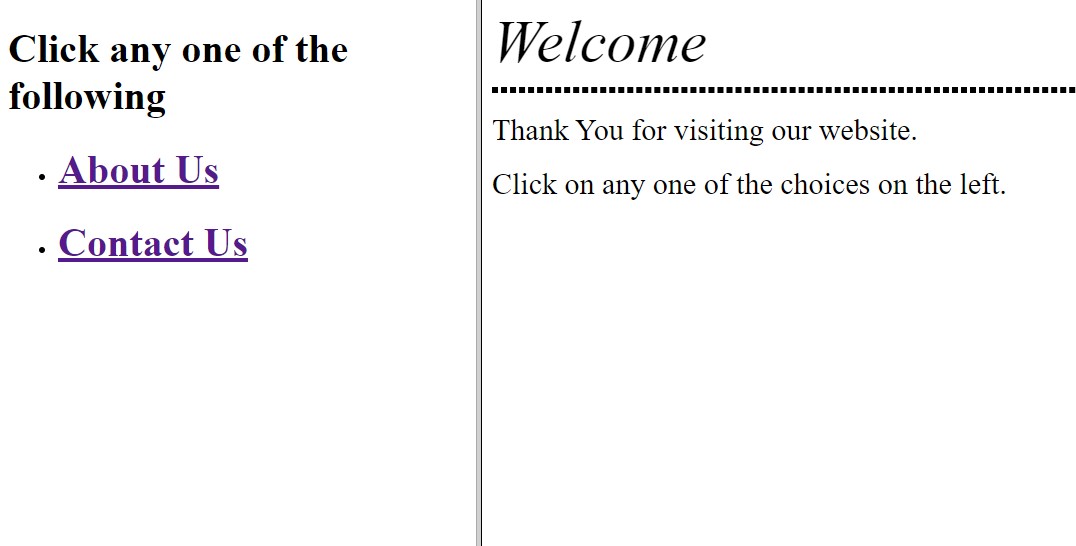 Click any one of the
following
About Us
Contact Us
Welcome
Thank You for visiting our website.
Click on any one of the choices on the left.